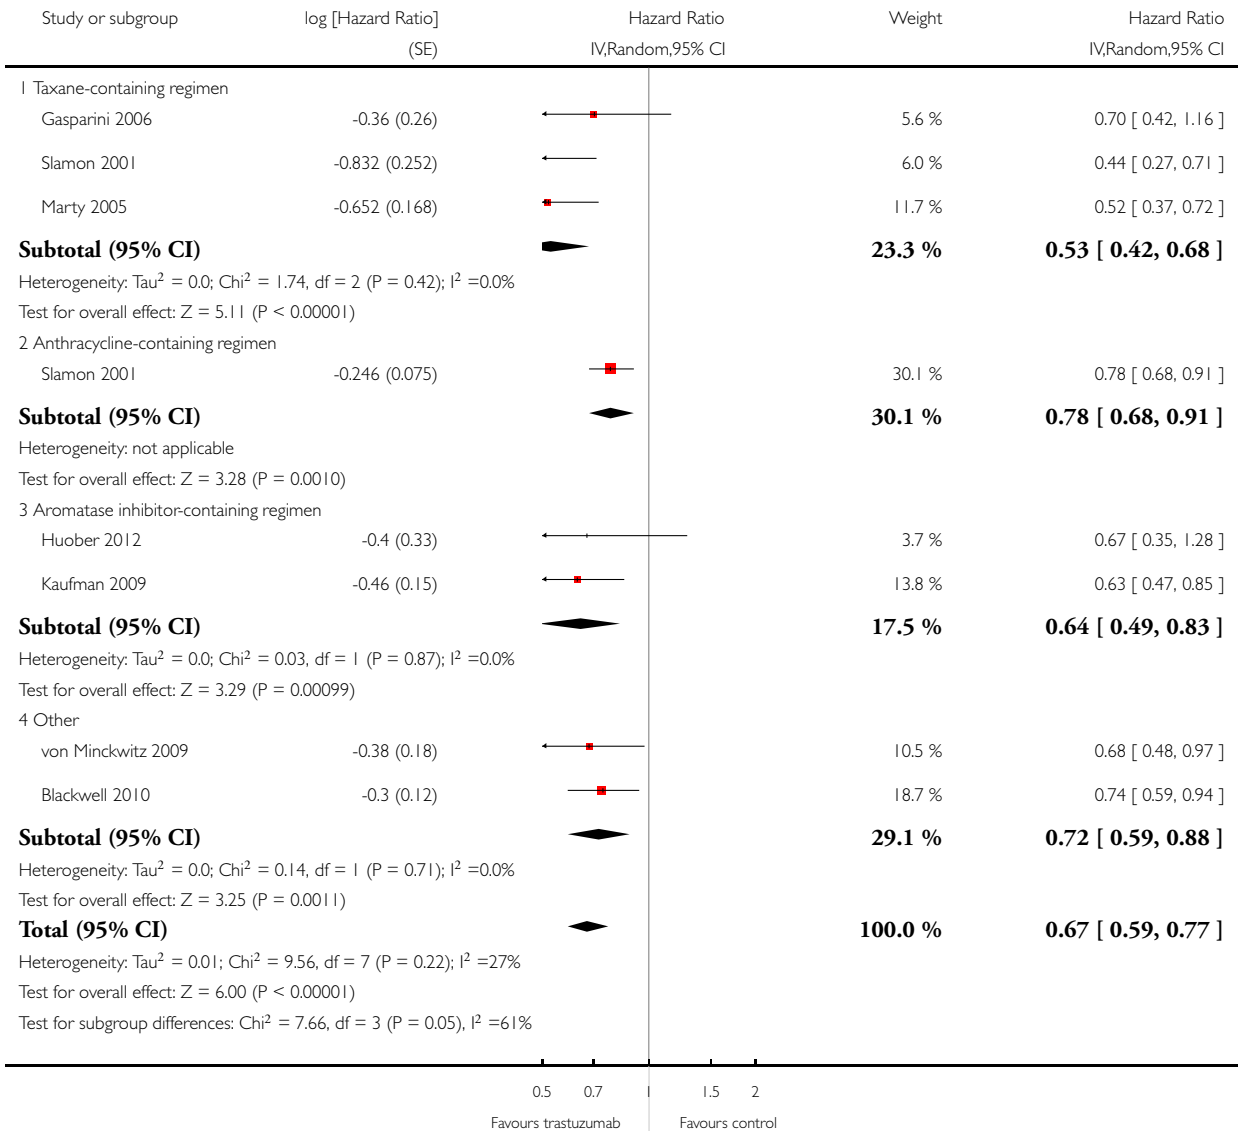 Study or subgroup log [Hazard Ratio] Hazard Ratio Weight Hazard Ratio
(SE) IV,Random,95% CI IV,Random,95% CI
1 Taxane-containing regimen
Gasparini 2006 -0.36 (0.26) 5.6 % 0.70 [ 0.42, 1.16 ]
Slamon 2001 -0.832 (0.252) 6.0 % 0.44 [ 0.27, 0.71 ]
Marty 2005 -0.652 (0.168) 11.7 % 0.52 [ 0.37, 0.72 ]
Subtotal (95% CI) 23.3 % 0.53 [ 0.42, 0.68 ]
Heterogeneity: Tau² = 0.0; Chi² = 1.74, df = 2 (P = 0.42); I² =0.0%
Test for overall effect: Z = 5.11 (P < 0.00001)
2 Anthracycline-containing regimen
Slamon 2001 -0.246 (0.075) 30.1 % 0.78 [ 0.68, 0.91 ]
Subtotal (95% CI) 30.1 % 0.78 [ 0.68, 0.91 ]
Heterogeneity: not applicable
Test for overall effect: Z = 3.28 (P = 0.0010)
3 Aromatase inhibitor-containing regimen
Huober 2012 -0.4 (0.33) 3.7 % 0.67 [ 0.35, 1.28 ]
Kaufman 2009 -0.46 (0.15) 13.8 % 0.63 [ 0.47, 0.85 ]
Subtotal (95% CI) 17.5 % 0.64 [ 0.49, 0.83 ]
Heterogeneity: Tau² = 0.0; Chi² = 0.03, df = 1 (P = 0.87); I² =0.0%
Test for overall effect: Z = 3.29 (P = 0.00099)
4 Other
von Minckwitz 2009 -0.38 (0.18) 10.5 % 0.68 [ 0.48, 0.97 ]
Blackwell 2010 -0.3 (0.12) 18.7 % 0.74 [ 0.59, 0.94 ]
Subtotal (95% CI) 29.1 % 0.72 [ 0.59, 0.88 ]
Heterogeneity: Tau² = 0.0; Chi² = 0.14, df = 1 (P = 0.71); I² =0.0%
Test for overall effect: Z = 3.25 (P = 0.0011)
Total (95% CI) 100.0 % 0.67 [ 0.59, 0.77 ]
Heterogeneity: Tau² = 0.01; Chi² = 9.56, df = 7 (P = 0.22); I² =27%
Test for overall effect: Z = 6.00 (P < 0.00001)
Test for subgroup differences: Chi² = 7.66, df = 3 (P = 0.05), I² =61%
0.5 0.7 1 1.5 2
Favours trastuzumab Favours control